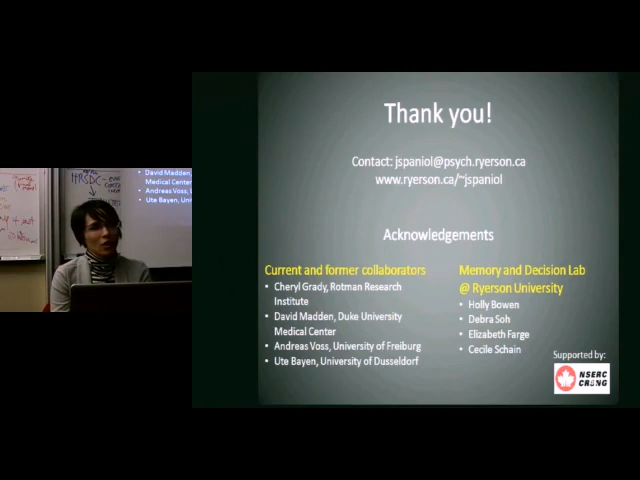 Thank you!
Contact: jspaniol@psych.ryerson.ca
www.ryerson.ca/~jspaniol
Acknowledgements
Current and former collaborators
• Cheryl Grady, Rotman Research
Institute
• David Madden, Duke University
Medical Center
• Andreas Voss, University of Freiburg
• Ute Bayen, University of Dusseldorf
Memory and Decision Lab
@ Ryerson University
• Holly Bowen
• Debra Soh
• Elizabeth Farge
• Cecile Schain
Supported by:
NSERC
CRSNG
• David Madden,
Medical Center
• Andreas Voss, U
• Ute Bayen, Uni
HRSDC